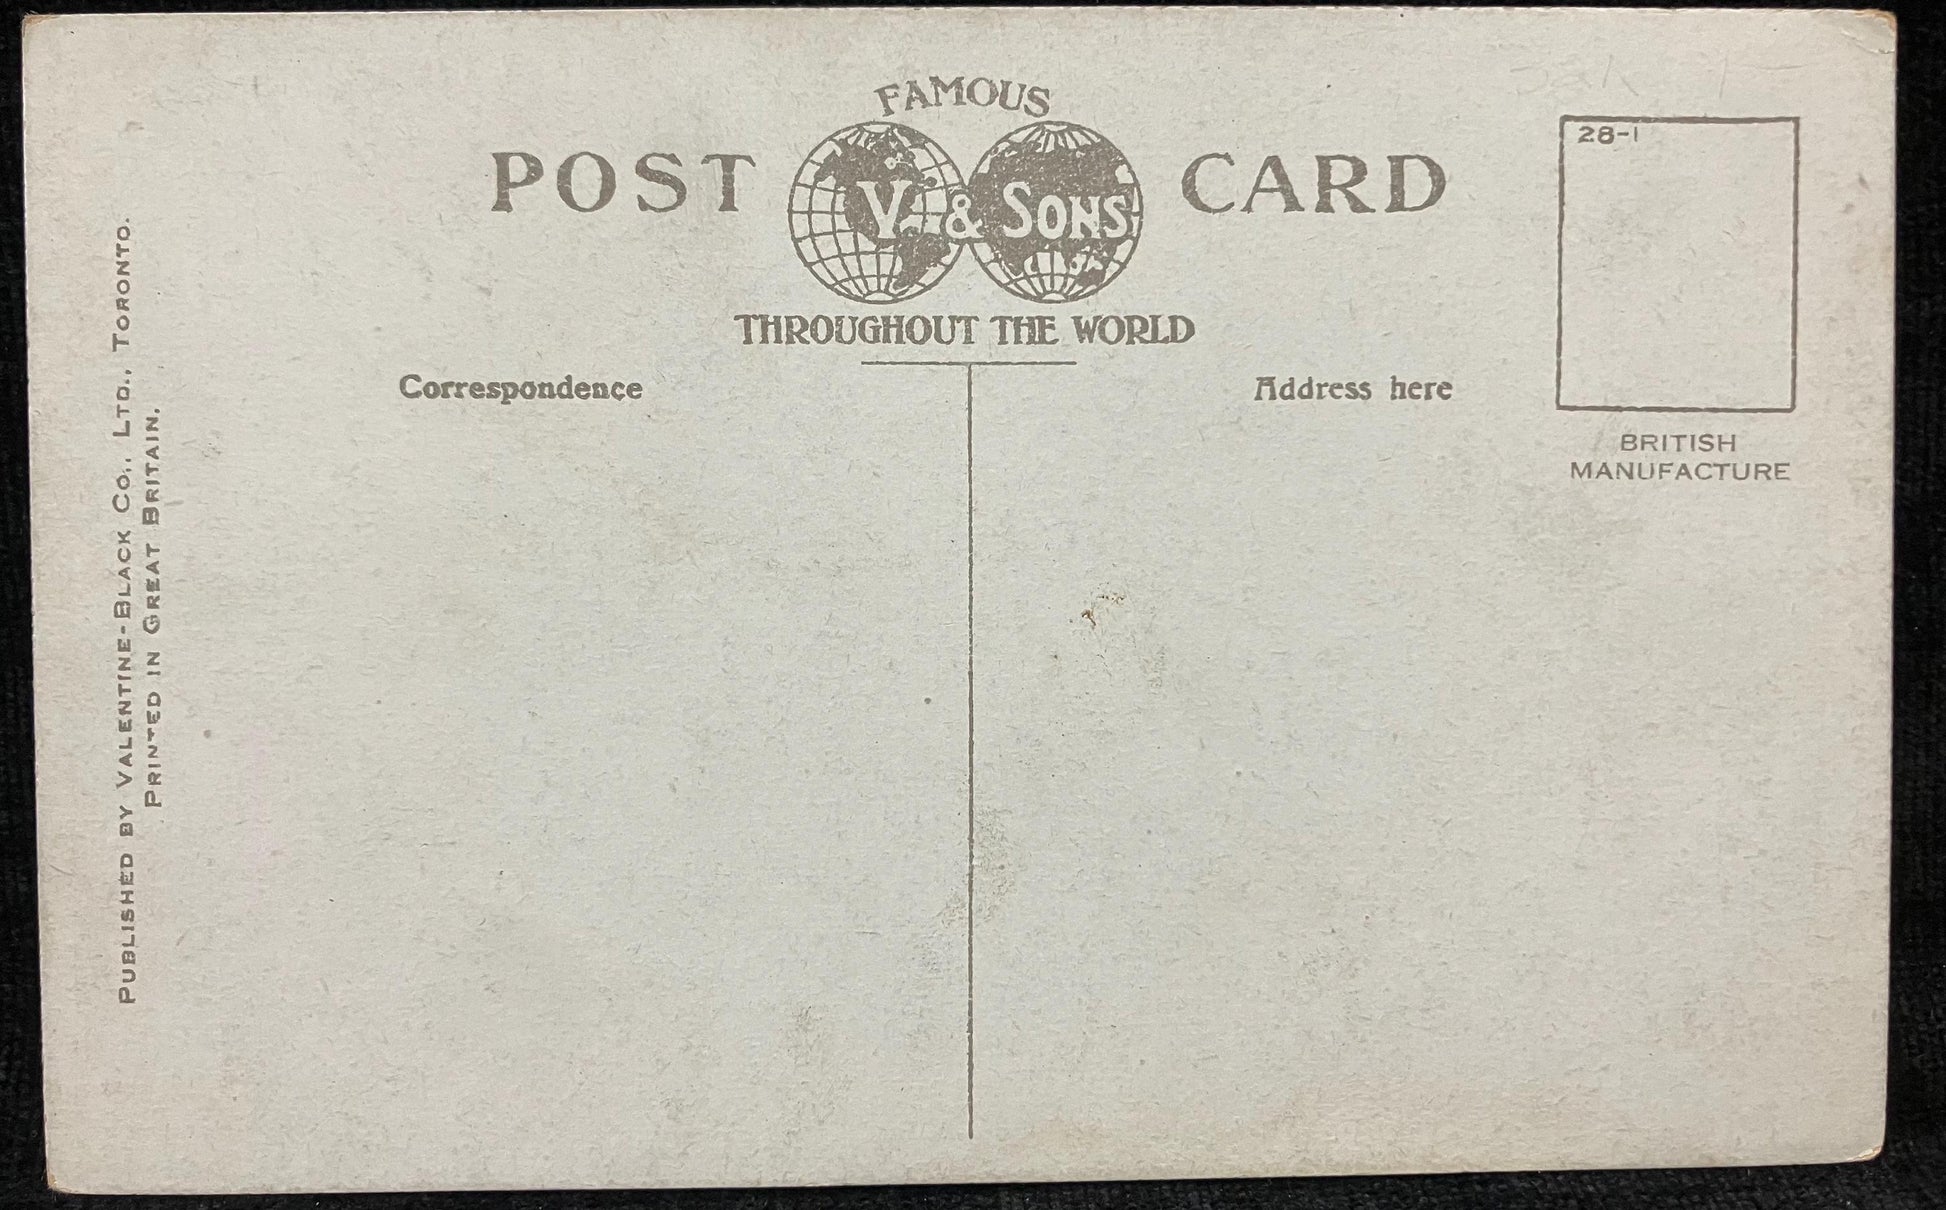 FAMOUS
POST V. & SONS CARD
THROUGHOUT THE WORLD
Correspondence
Address here
28-1
BRITISH
MANUFACTURE
PUBLISHED BY VALENTINE-BLACK CO., LTD., TORONTO.
PRINTED IN GREAT BRITAIN.